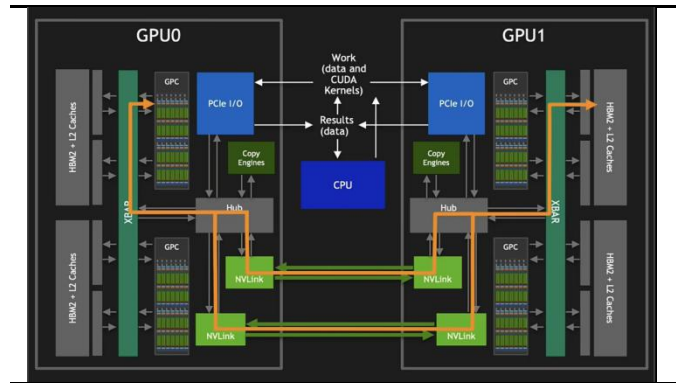 GPU0
GPU1
Work
(data and
CUDA
Kernels)
Results
(data)
CPU
HBM2 + L2 Caches
HBM2 + L2 Caches
XBAR
GPC
GPC
PCIe I/O
Copy
Engines
Hub
NVLink
NVLink
PCIe I/O
Copy
Engines
Hub
NVLink
NVLink
GPC
GPC
XBAR
HBM2 + L2 Caches
HBM2 + L2 Caches